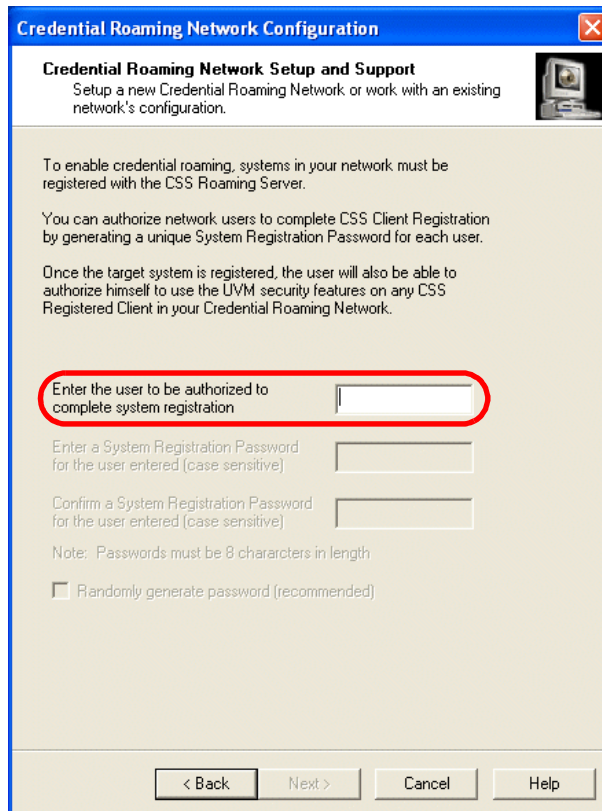 Credential Roaming Network Configuration
Credential Roaming Network Setup and Support
Setup a new Credential Roaming Network or work with an existing
network's configuration.
To enable credential roaming, systems in your network must be
registered with the CSS Roaming Server.
You can authorize network users to complete CSS Client Registration
by generating a unique System Registration Password for each user.
Once the target system is registered, the user will also be able to
authorize himself to use the UVM security features on any CSS
Registered Client in your Credential Roaming Network.
Enter the user to be authorized to
complete system registration
Enter a System Registration Password
for the user entered (case sensitive)
Confirm a System Registration Password
for the user entered (case sensitive)
Note: Passwords must be 8 chararcters in length
Randomly generate password (recommended)
< Back
Next >
Cancel
Help